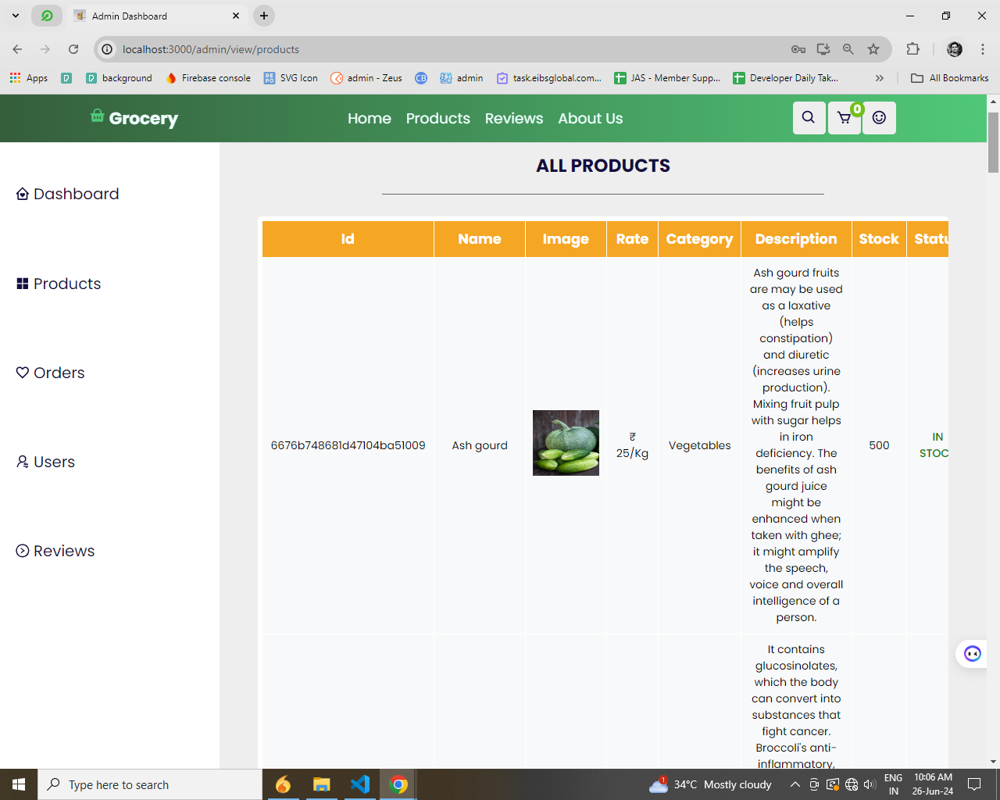 Admin Dashboard
localhost:3000/admin/view/products
Apps
background
Firebase console
SVG Icon
admin - Zeus
CB
admin
task.eibsglobal.com...
JAS - Member Supp...
Developer Daily Tak...
All Bookmarks
Grocery
Home Products Reviews About Us
0
Dashboard
Products
Orders
Users
Reviews
ALL PRODUCTS
Id Name Image Rate Category Description Stock Statu
6676b748681d47104ba51009
Ash gourd
₹
25/Kg
Vegetables
Ash gourd fruits
are may be used
as a laxative
(helps
constipation)
and diuretic
(increases urine
production).
Mixing fruit pulp
with sugar helps
in iron
deficiency. The
benefits of ash
gourd juice
might be
enhanced when
taken with ghee;
it might amplify
the speech,
voice and overall
intelligence of a
person.
500
IN
STOC
It contains
glucosinolates,
which the body
can convert into
substances that
fight cancer.
Broccoli's anti-
inflammatory,
Type here to search
1
34°C Mostly cloudy
ENG
IN
10:06 AM
26-Jun-24